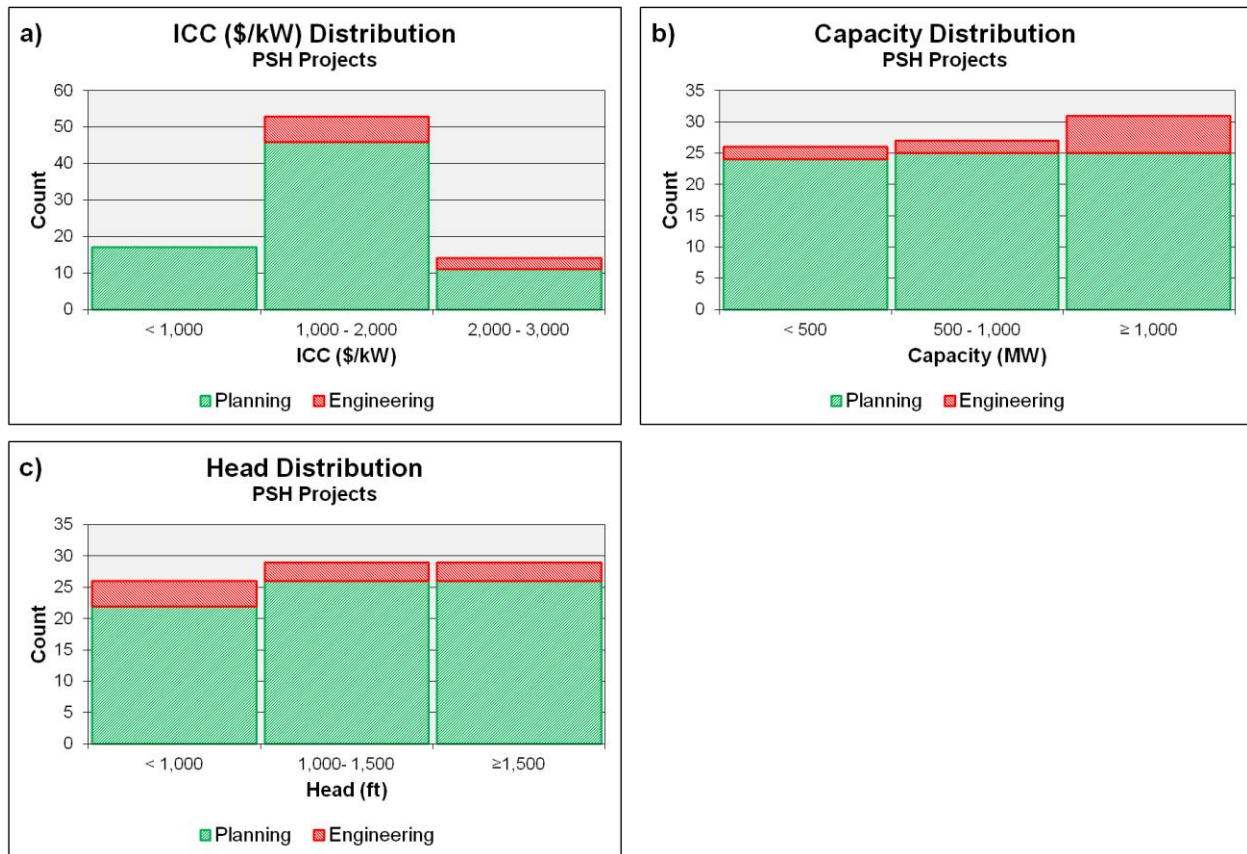 a)
ICC ($/kW) Distribution
PSH Projects
60
50
40
30
20
10
0
Count
< 1,000
1,000 - 2,000
2,000 - 3,000
ICC ($/kW)
Planning
Engineering
b)
Capacity Distribution
PSH Projects
35
30
25
20
15
10
5
0
Count
< 500
500 - 1,000
≥ 1,000
Capacity (MW)
Planning
Engineering
c)
Head Distribution
PSH Projects
35
30
25
20
15
10
5
0
Count
< 1,000
1,000- 1,500
≥1,500
Head (ft)
Planning
Engineering